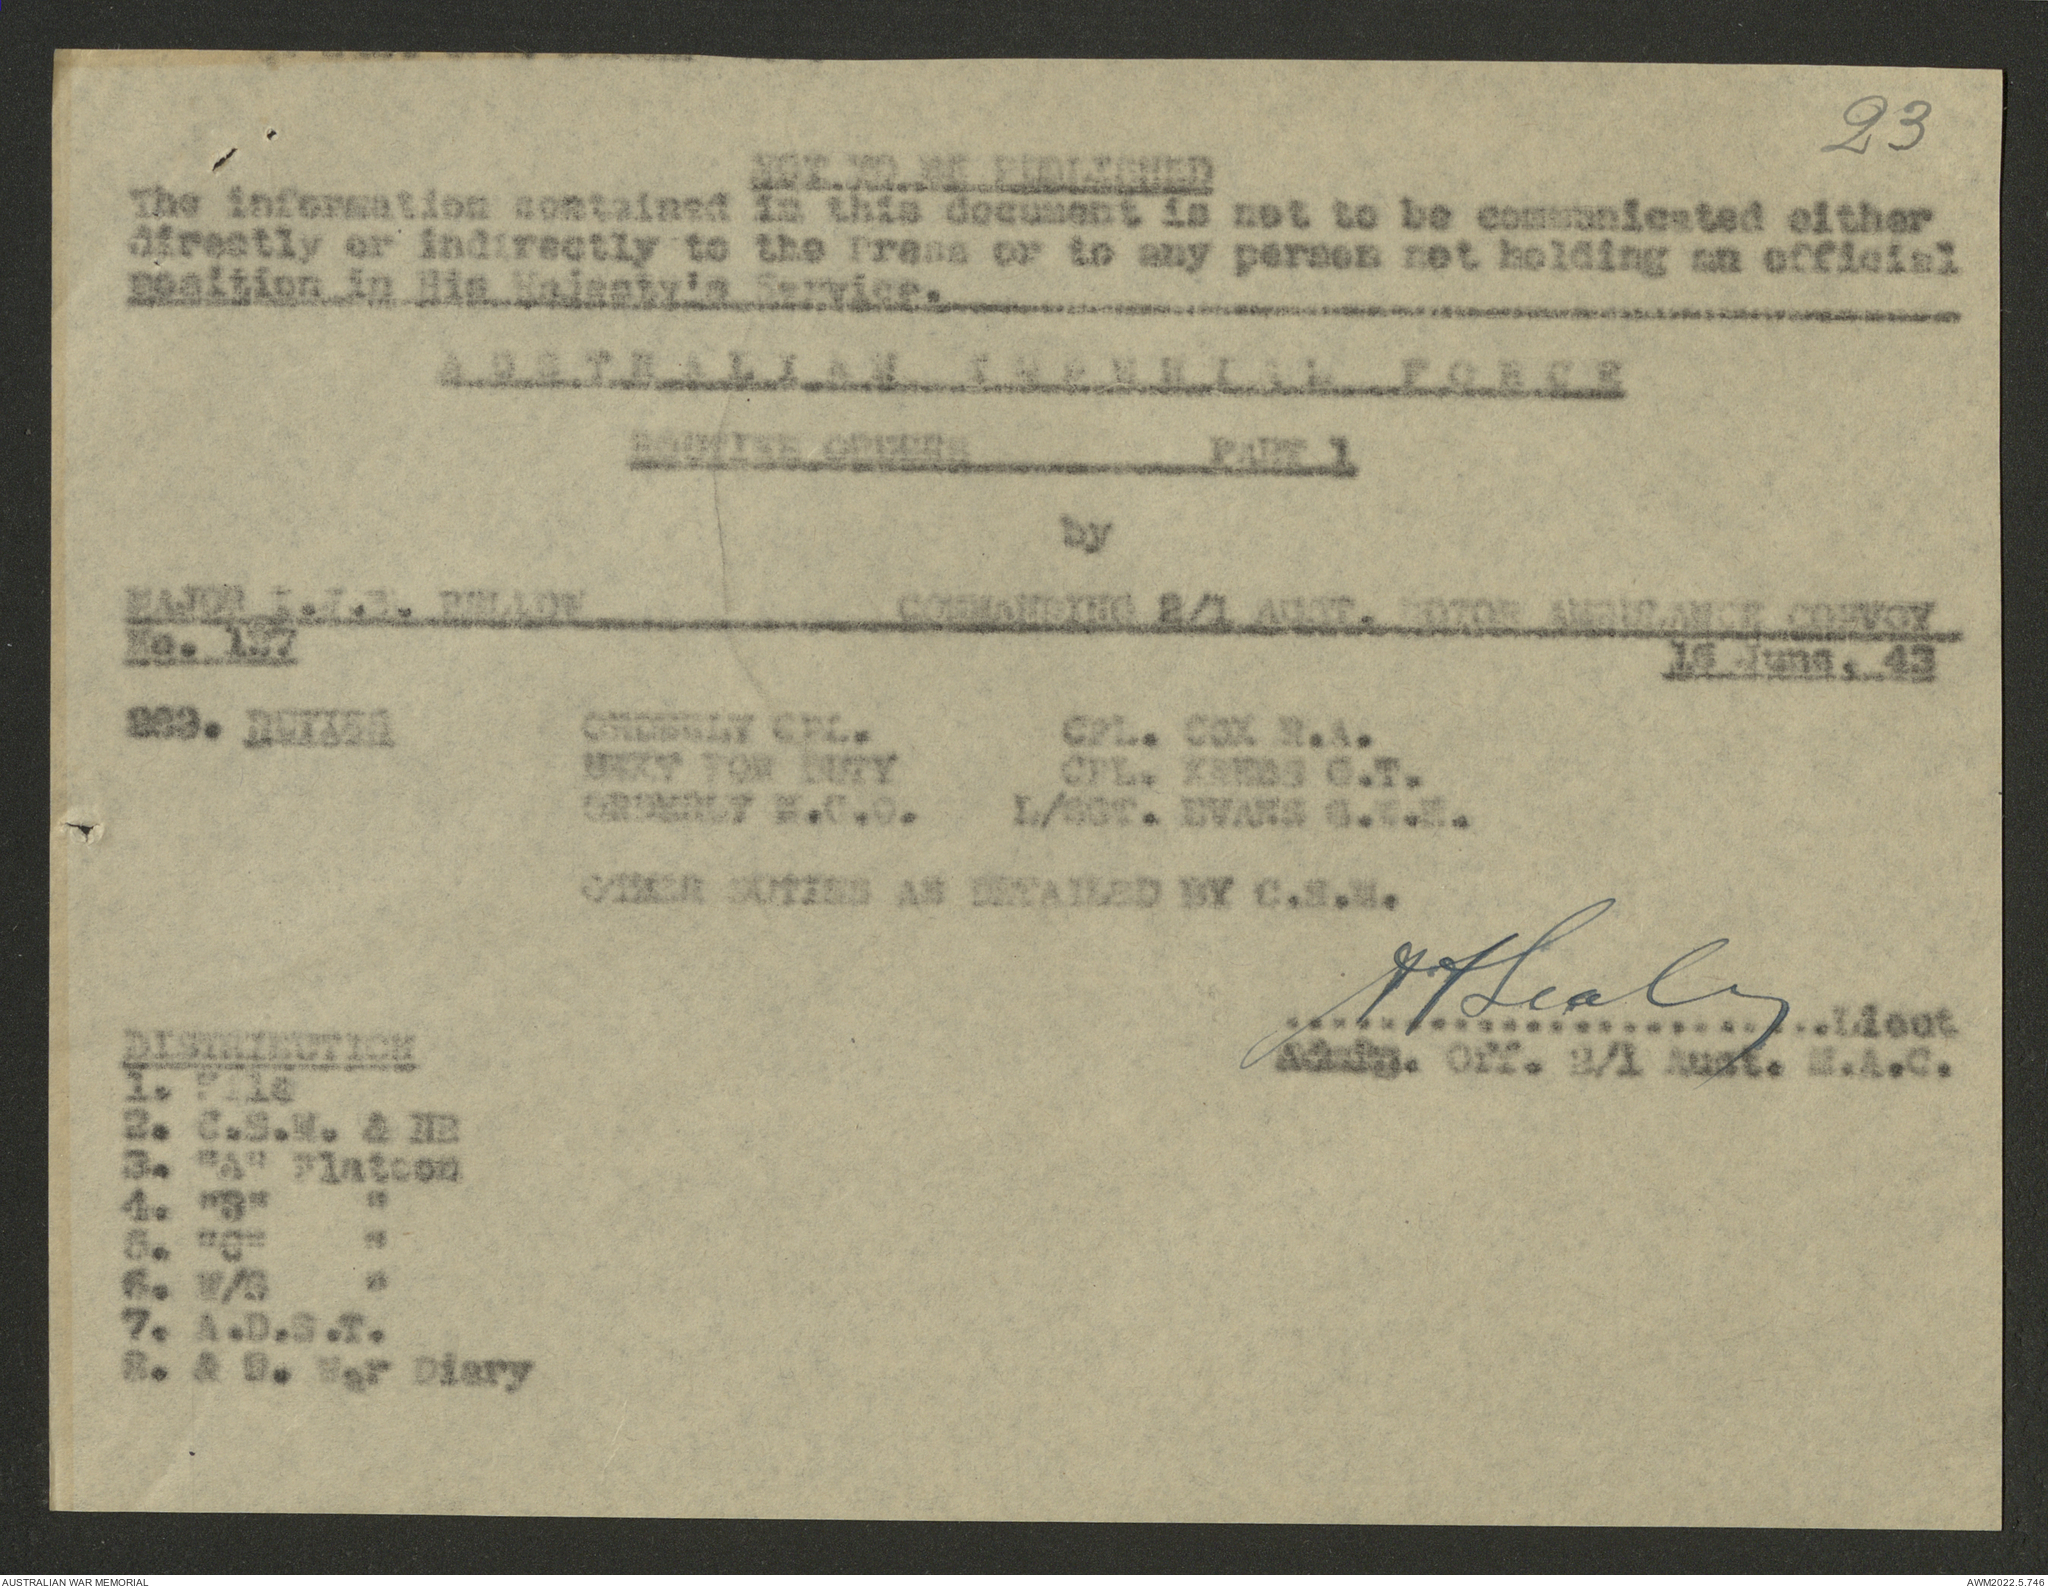 23
NOT TO BE PUBLISHED
The information contained in this document is not to be communicated either
directly or indirectly to the Press or to any person not holding an official
position in His Majesty's Service.
AUSTRALIAN IMPERIAL FORCE
ROUTINE ORDERS PART 1
by
MAJOR COMMANDING 2/1 AUST. MOTOR AMBULANCE CONVOY
No. 137 16 June, 43
DUTIES ORDERLY CPL. CPL. COX R.A.
NEXT FOR DUTY CPL. KREBS G.T.
ORDERLY N.C.O. L/SGT. EVANS
OTHER DUTIES AS DETAILED BY C.S.M.
Lieut
Admin. Off. 2/1 Aust. M.A.C.
DISTRIBUTION
1. File
2. C.S.M. & NB
3. "A" Platoon
4. "B" "
5. "C" "
6. W/S "
7. A.D.S.T.
8. & 9. War Diary
AUSTRALIAN WAR MEMORIAL
AWM2022.5.746